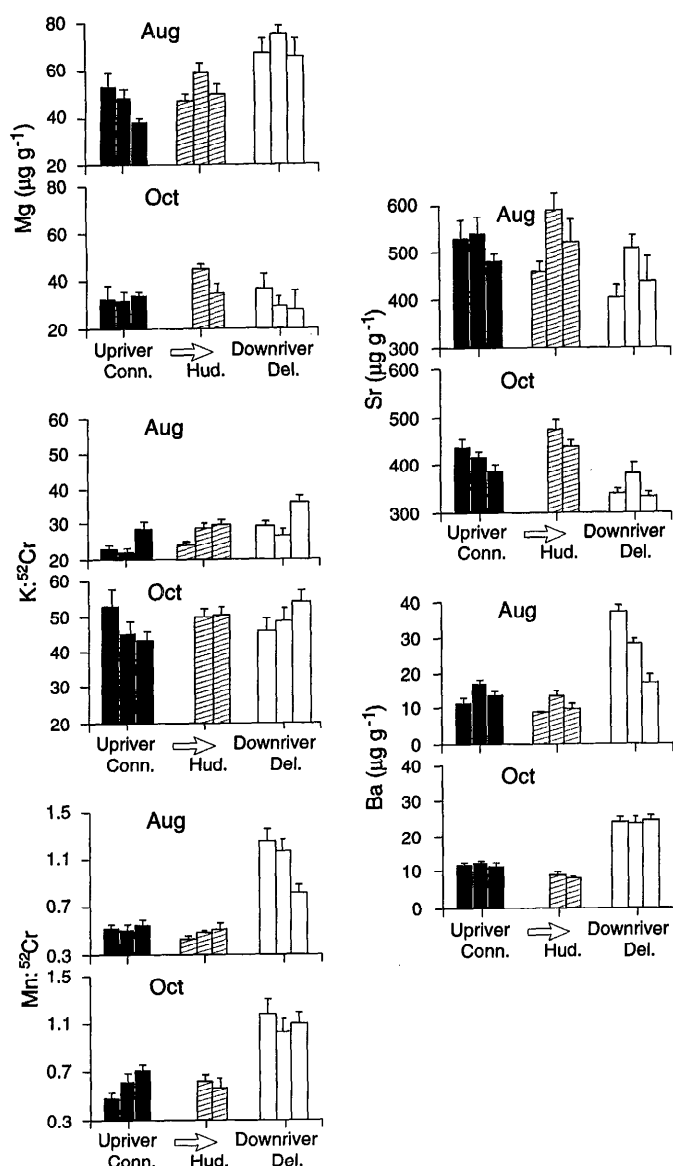 Mg (µg g⁻¹)
80
Aug
60
40
20
80
Oct
60
40
20
Upriver ⇨ Downriver
Conn. Hud. Del.
K:⁵²Cr
60
Aug
50
40
30
20
60
Oct
50
40
30
20
Upriver ⇨ Downriver
Conn. Hud. Del.
Mn:⁵²Cr
1.5
Aug
1.1
0.7
0.3
1.5
Oct
1.1
0.7
0.3
Upriver ⇨ Downriver
Conn. Hud. Del.
Sr (µg g⁻¹)
600
Aug
500
400
300
600
Oct
500
400
300
Upriver ⇨ Downriver
Conn. Hud. Del.
Ba (µg g⁻¹)
40
Aug
30
20
10
0
40
Oct
30
20
10
0
Upriver ⇨ Downriver
Conn. Hud. Del.